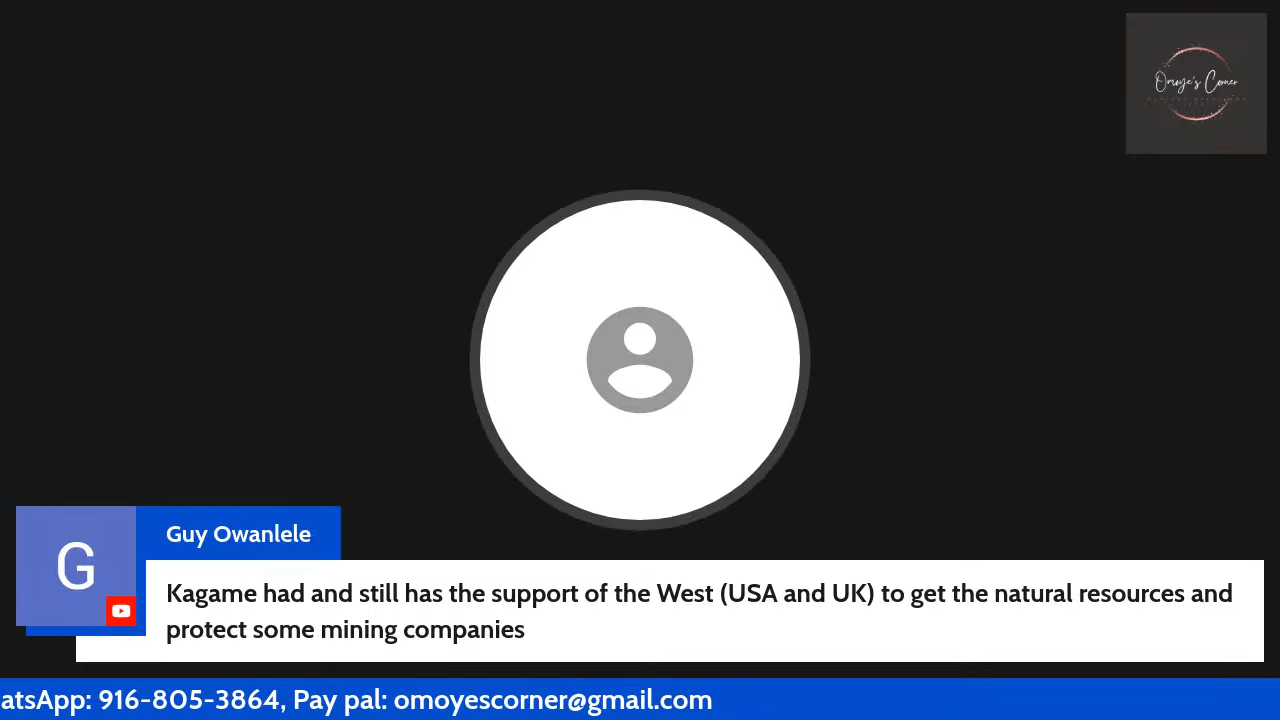 Omoye's Corner
G
Guy Owanlele
Kagame had and still has the support of the West (USA and UK) to get the natural resources and
protect some mining companies
atsApp: 916-805-3864, Pay pal: omoyescorner@gmail.com